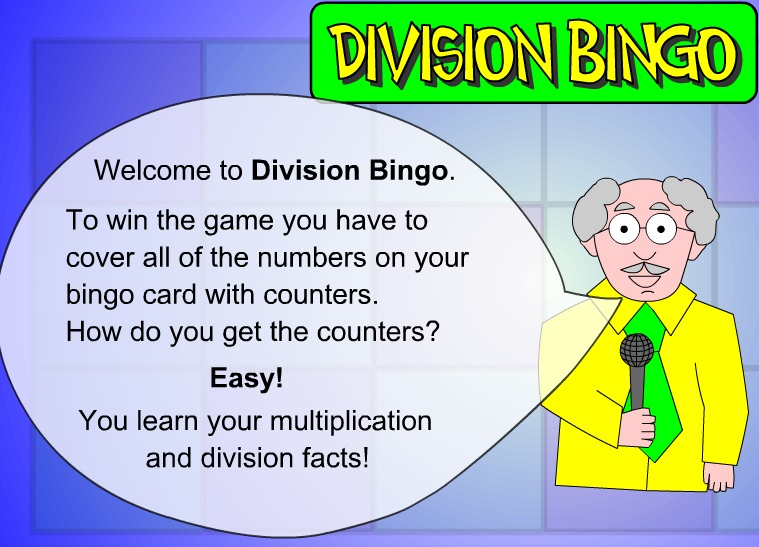 DIVISION BINGO
Welcome to Division Bingo.
To win the game you have to
cover all of the numbers on your
bingo card with counters.
How do you get the counters?
Easy!
You learn your multiplication
and division facts!